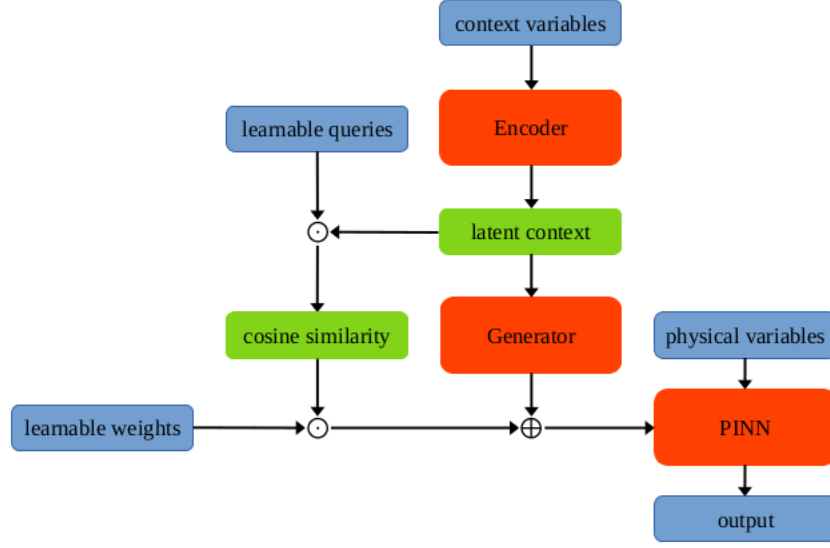 context variables
learnable queries
Encoder
latent context
cosine similarity
Generator
physical variables
learnable weights
PINN
output